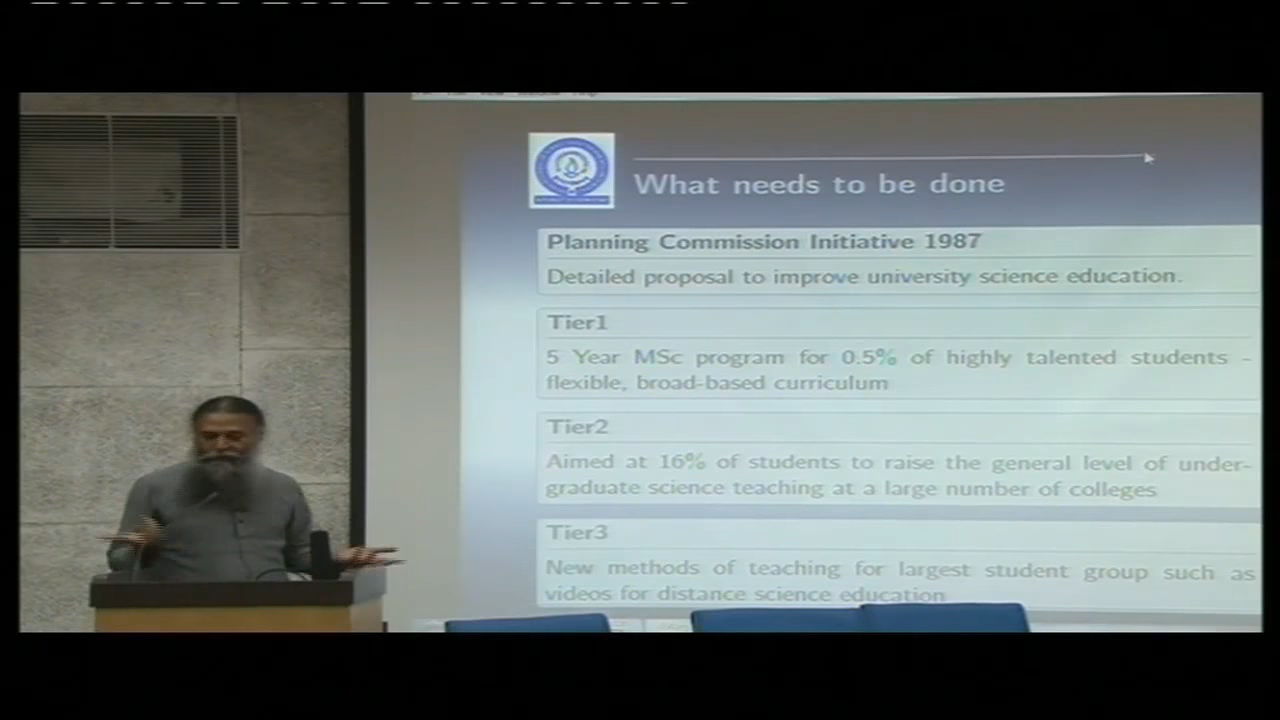 What needs to be done
Planning Commission Initiative 1987
Detailed proposal to improve university science education.
Tier1
5 Year MSc program for 0.5% of highly talented students –
flexible, broad-based curriculum
Tier2
Aimed at 16% of students to raise the general level of under-
graduate science teaching at a large number of colleges
Tier3
New methods of teaching for largest student group such as
videos for distance science education